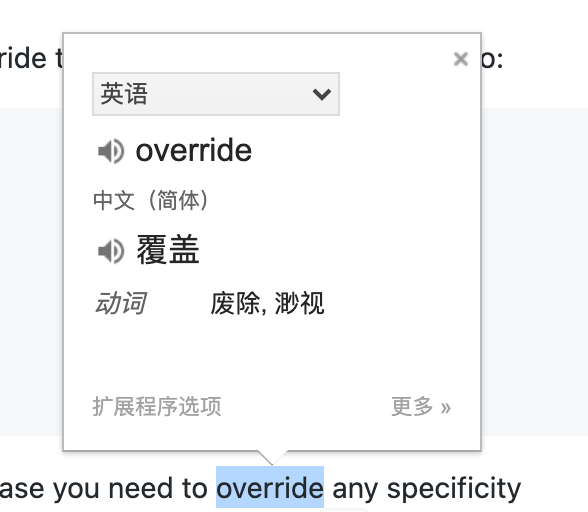 ride t
o:
英语
override
中文（简体）
覆盖
动词 废除, 渺视
扩展程序选项 更多 »
ase you need to override any specificity